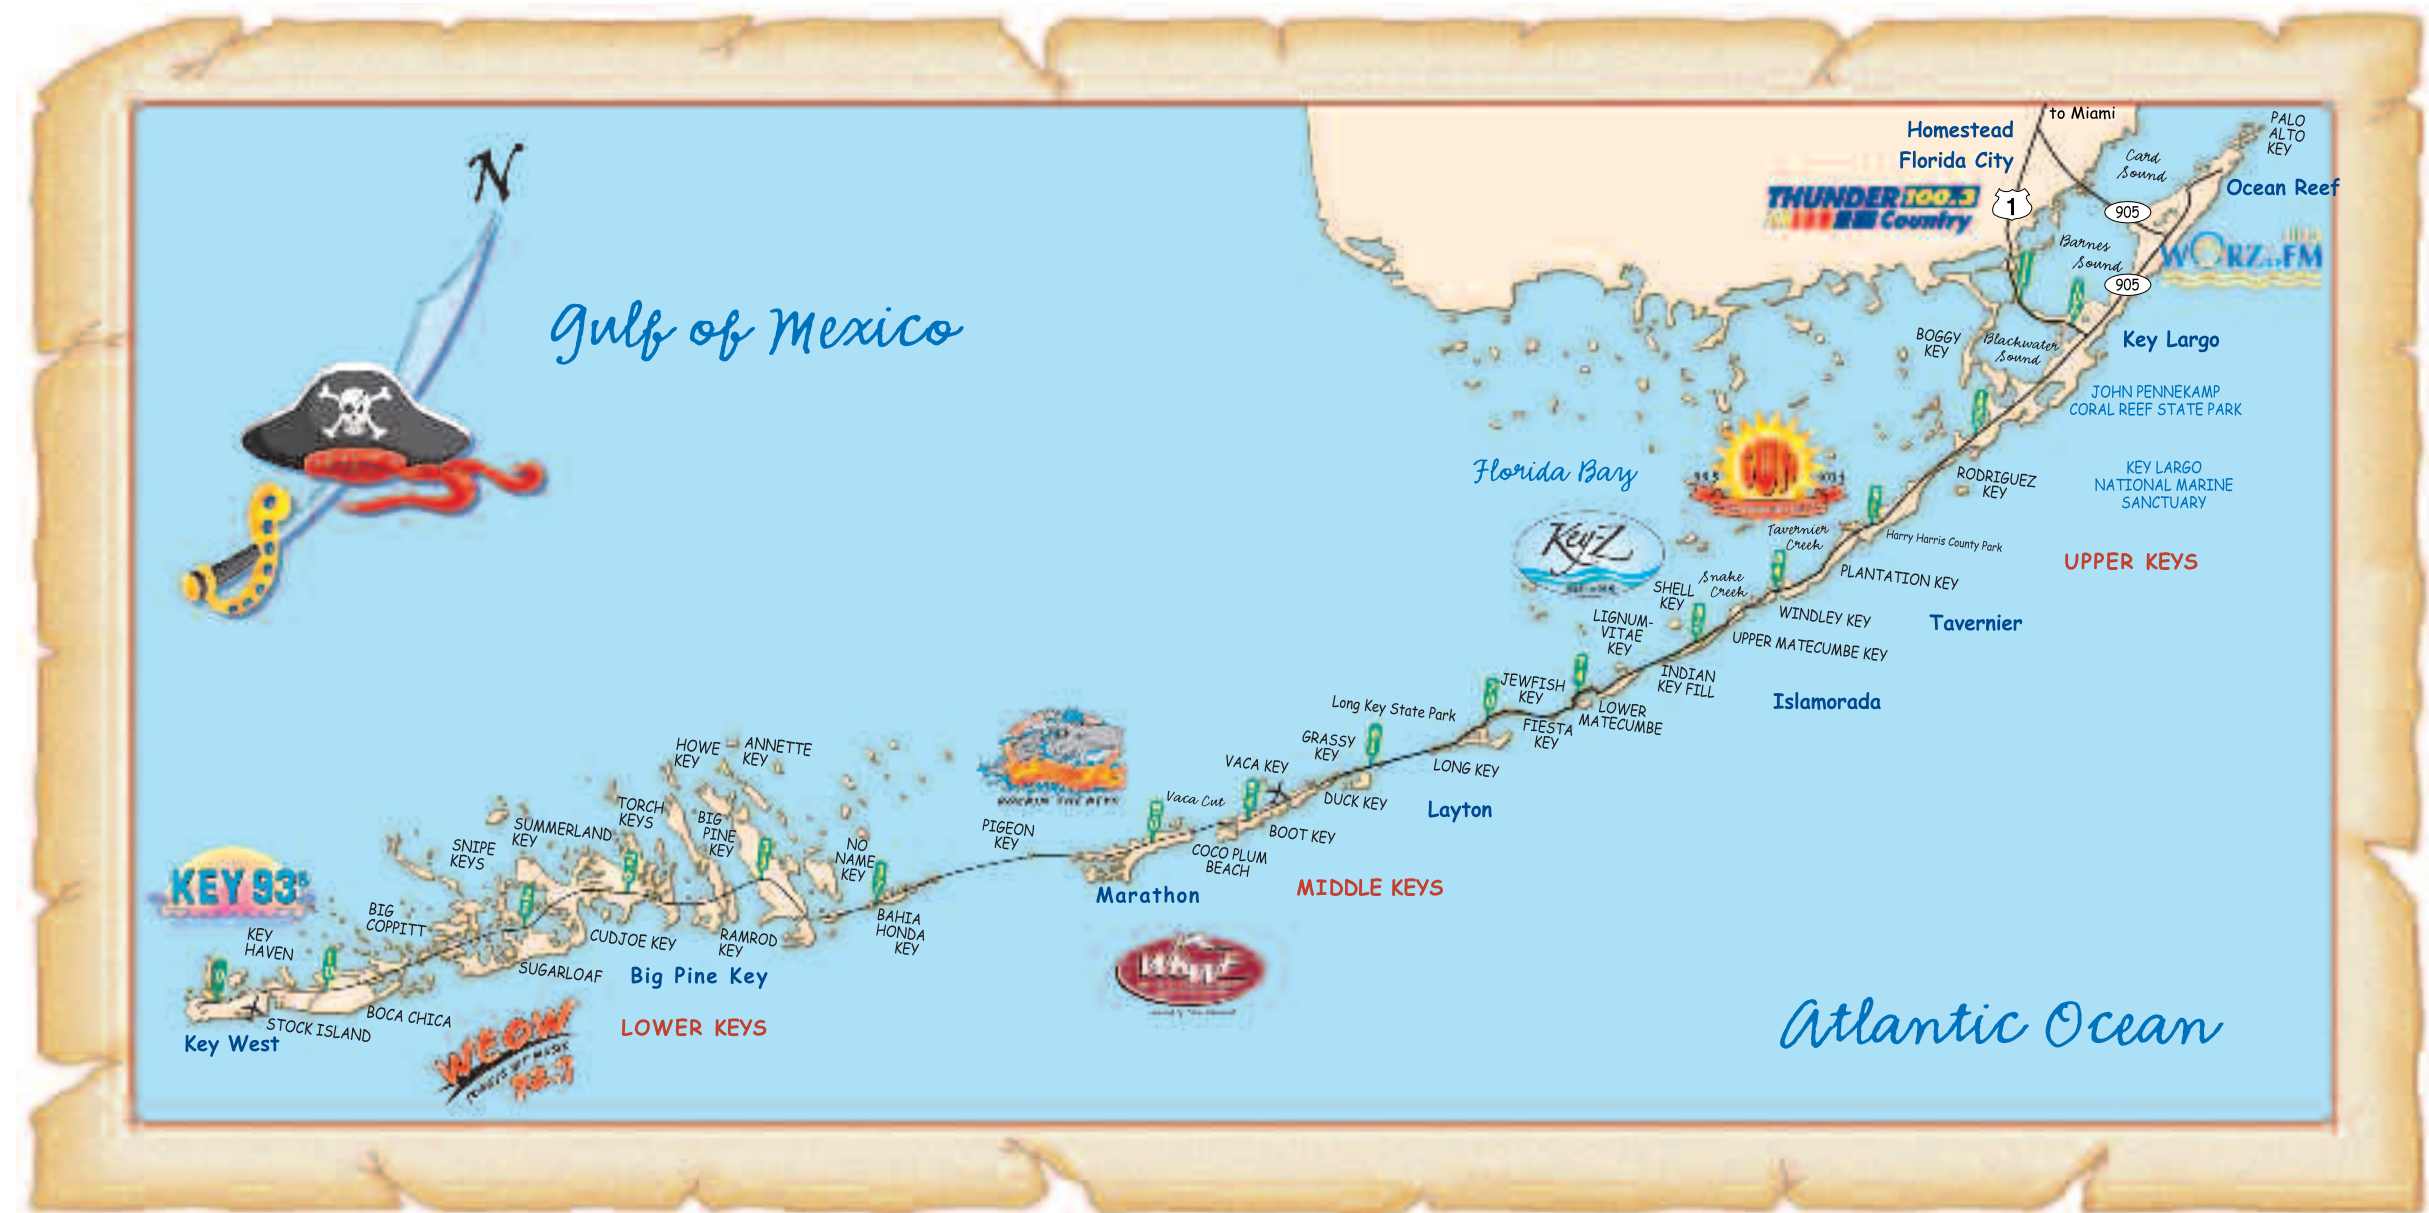 N
Gulf of Mexico
to Miami
Homestead
Florida City
THUNDER 100.3
Country
1
Card
Sound
905
PALO
ALTO
KEY
Ocean Reef
Barnes
Sound
905
FM
BOGGY
KEY
Blackwater
Sound
Key Largo
JOHN PENNEKAMP
CORAL REEF STATE PARK
KEY LARGO
NATIONAL MARINE
SANCTUARY
RODRIGUEZ
KEY
Florida Bay
Key-Z
Tavernier
Creek
Harry Harris County Park
UPPER KEYS
PLANTATION KEY
Snake
Creek
SHELL
KEY
WINDLEY KEY
Tavernier
LIGNUM-
VITAE
KEY
UPPER MATECUMBE KEY
INDIAN
KEY FILL
Islamorada
JEWFISH
KEY
LOWER
MATECUMBE
FIESTA
KEY
Long Key State Park
GRASSY
KEY
LONG KEY
VACA KEY
DUCK KEY
Layton
Vaca Cut
BOOT KEY
COCO PLUM
BEACH
MIDDLE KEYS
Marathon
PIGEON
KEY
HOWE
KEY
ANNETTE
KEY
TORCH
KEYS
BIG
PINE
KEY
NO
NAME
KEY
SUMMERLAND
KEY
SNIPE
KEYS
KEY 93
BIG
COPPITT
KEY
HAVEN
BAHIA
HONDA
KEY
RAMROD
KEY
CUDJOE KEY
SUGARLOAF
Big Pine Key
BOCA CHICA
STOCK ISLAND
Key West
LOWER KEYS
WEOW
92.7
0
Atlantic Ocean